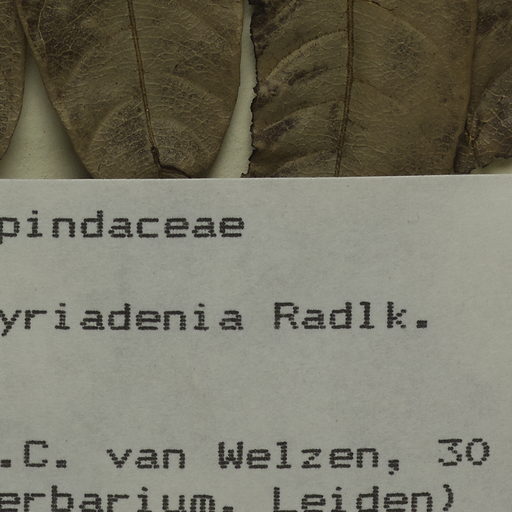 pindaceae
yriadenia Radlk.
.C. van Welzen, 30
erbarium, Leiden)